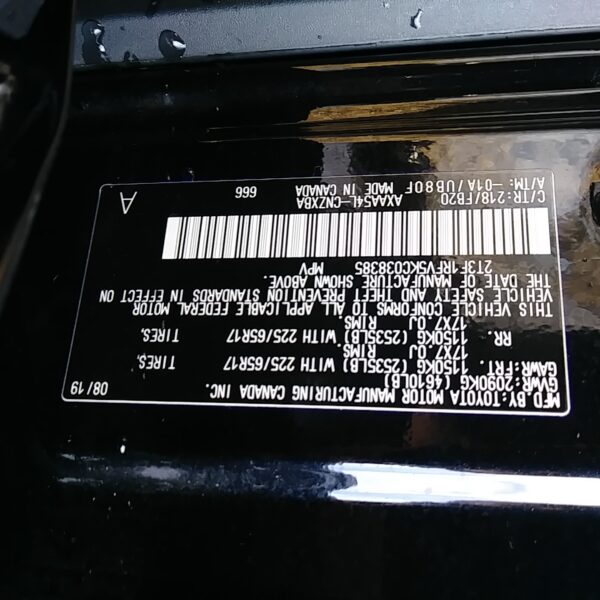 MFD.BY:TOYOTA MOTOR MANUFACTURING CANADA INC. 08/19
GVWR:2090KG (4610LB)
GAWR:FRT. 1150KG (2535LB) WITH 225/65R17 TIRES,
17X7.0J RIMS
RR. 1150KG (2535LB) WITH 225/65R17 TIRES,
17X7.0J RIMS
THIS VEHICLE CONFORMS TO ALL APPLICABLE FEDERAL MOTOR
VEHICLE SAFETY AND THEFT PREVENTION STANDARDS IN EFFECT ON
THE DATE OF MANUFACTURE SHOWN ABOVE.
2T3F1RFV5KC038385 MPV
C/TR:218/FB20 AXAA54L-CNZXBA 666 A
A/TM:-01A/UB80F MADE IN CANADA